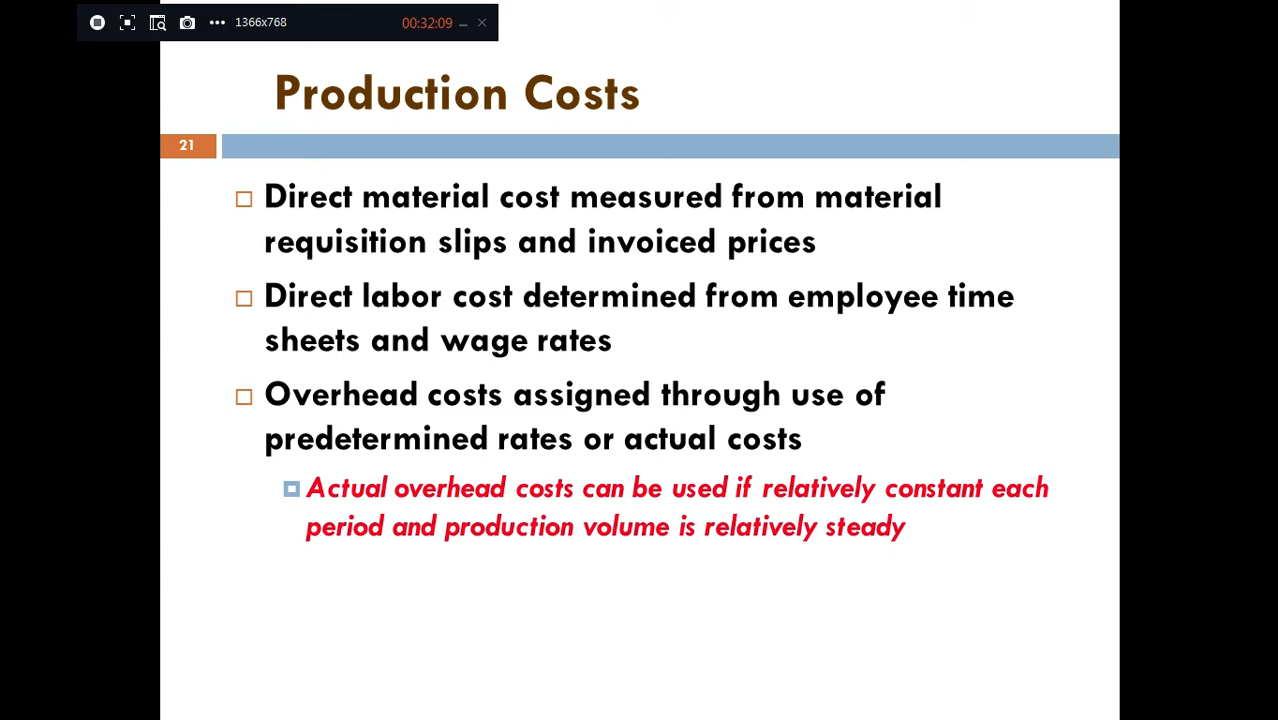 1366x768
00:32:09
Production Costs
21
Direct material cost measured from material
requisition slips and invoiced prices
Direct labor cost determined from employee time
sheets and wage rates
Overhead costs assigned through use of
predetermined rates or actual costs
Actual overhead costs can be used if relatively constant each
period and production volume is relatively steady